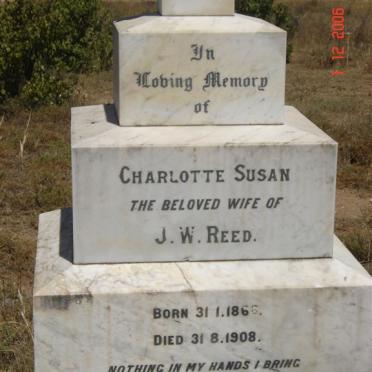 In
Loving Memory
of
CHARLOTTE SUSAN
THE BELOVED WIFE OF
J. W. REED.
BORN 31 1.1866.
DIED 31 8.1908.
NOTHING IN MY HANDS I BRING
1 12 2006